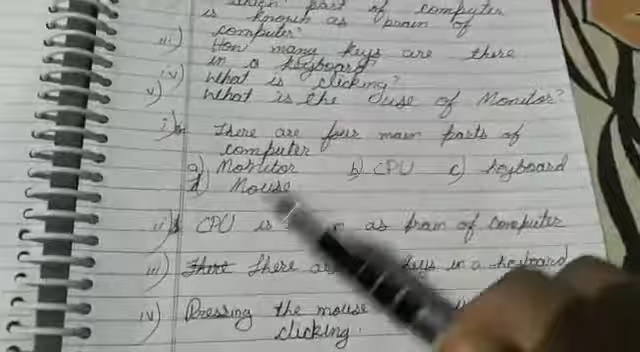 which part of computer
is known as brain of
computer?
iii) How many keys are there
in a keyboard?
iv) What is clicking?
v) What is the use of Monitor?
i) There are four main parts of
computer
a) Monitor b) CPU c) keyboard
d) Mouse
ii) CPU is as brain of computer
iii) There There keys in a keyboard
iv) Pressing the mouse
clicking.